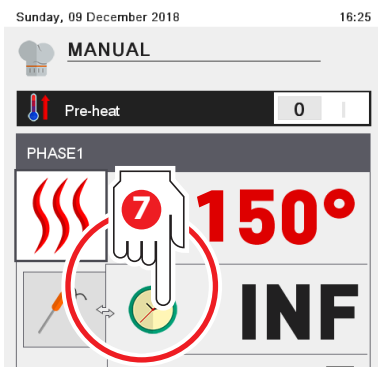 Sunday, 09 December 2018 16:25
MANUAL
Pre-heat 0
PHASE1
7
150°
INF